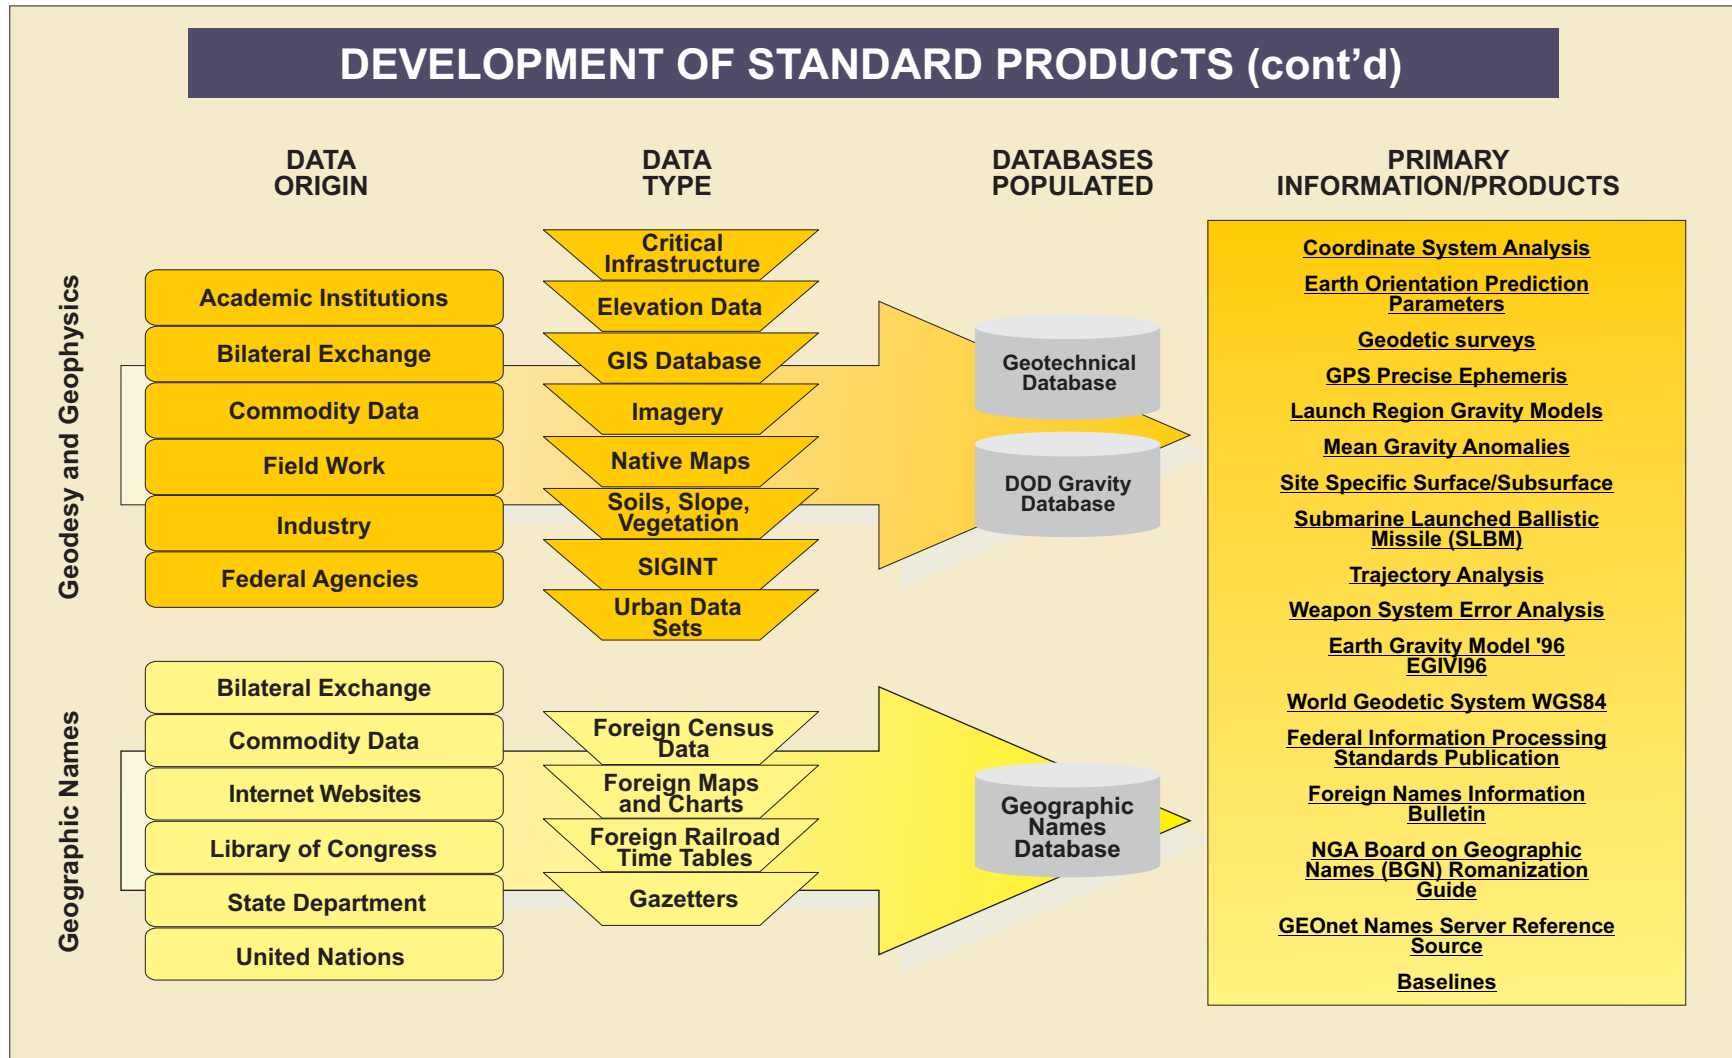 DEVELOPMENT OF STANDARD PRODUCTS (cont’d)
DATA
ORIGIN
DATA
TYPE
DATABASES
POPULATED
PRIMARY
INFORMATION/PRODUCTS
Geodesy and Geophysics
Academic Institutions
Bilateral Exchange
Commodity Data
Field Work
Industry
Federal Agencies
Critical
Infrastructure
Elevation Data
GIS Database
Imagery
Native Maps
Soils, Slope,
Vegetation
SIGINT
Urban Data
Sets
Geotechnical
Database
DOD Gravity
Database
Geographic Names
Bilateral Exchange
Commodity Data
Internet Websites
Library of Congress
State Department
United Nations
Foreign Census
Data
Foreign Maps
and Charts
Foreign Railroad
Time Tables
Gazetters
Geographic
Names
Database
Coordinate System Analysis
Earth Orientation Prediction
Parameters
Geodetic surveys
GPS Precise Ephemeris
Launch Region Gravity Models
Mean Gravity Anomalies
Site Specific Surface/Subsurface
Submarine Launched Ballistic
Missile (SLBM)
Trajectory Analysis
Weapon System Error Analysis
Earth Gravity Model '96
EGIVI96
World Geodetic System WGS84
Federal Information Processing
Standards Publication
Foreign Names Information
Bulletin
NGA Board on Geographic
Names (BGN) Romanization
Guide
GEOnet Names Server Reference
Source
Baselines